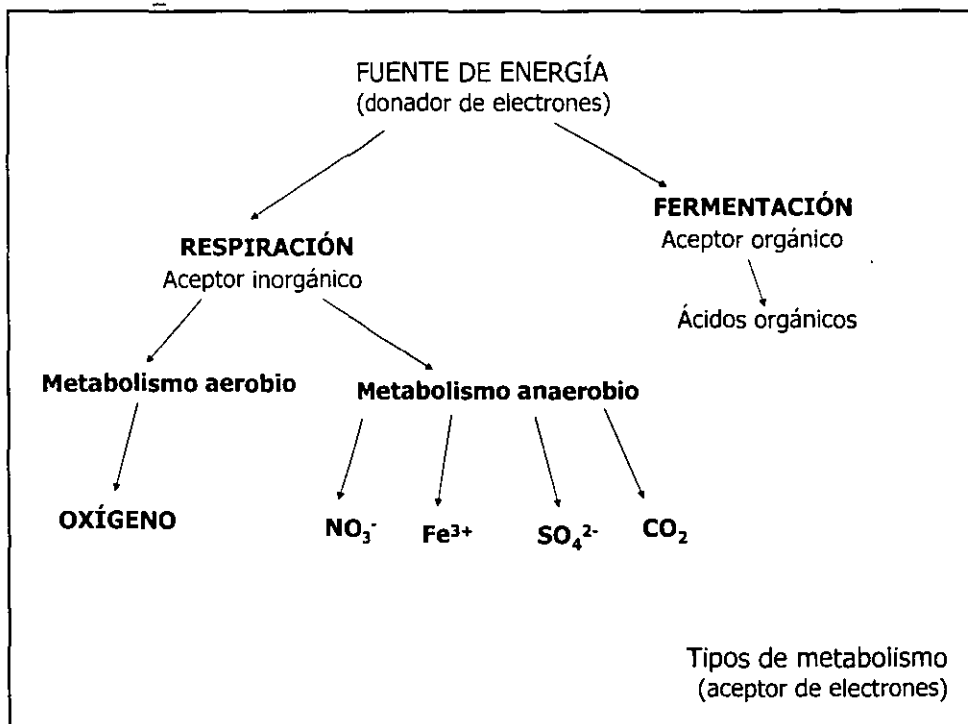 FUENTE DE ENERGÍA
(donador de electrones)
RESPIRACIÓN
Aceptor inorgánico
FERMENTACIÓN
Aceptor orgánico
Ácidos orgánicos
Metabolismo aerobio
Metabolismo anaerobio
OXÍGENO
NO₃⁻
Fe³⁺
SO₄²⁻
CO₂
Tipos de metabolismo
(aceptor de electrones)